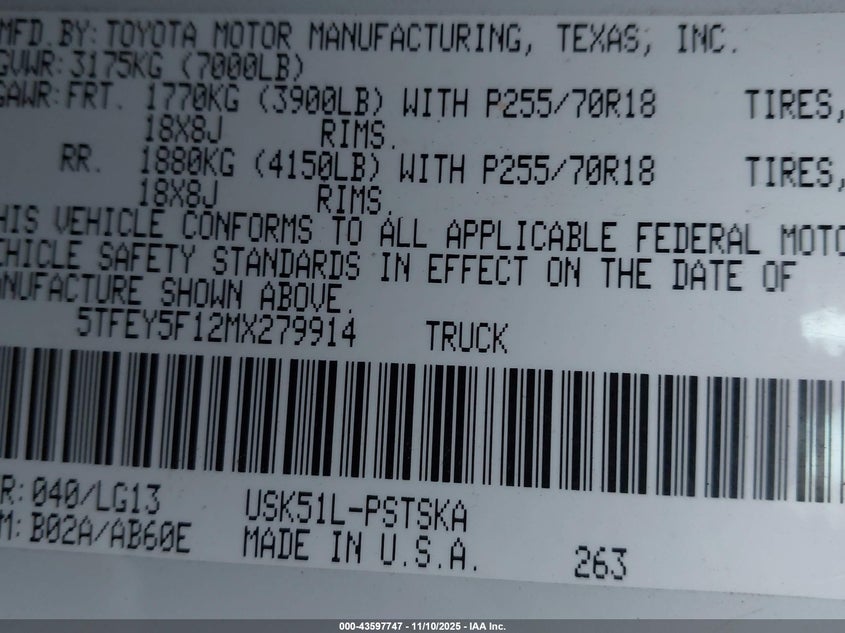 MFD. BY: TOYOTA MOTOR MANUFACTURING, TEXAS, INC.
GVWR: 3175KG (7000LB)
GAWR: FRT. 1770KG (3900LB) WITH P255/70R18 TIRES,
18X8J RIMS.
RR. 1880KG (4150LB) WITH P255/70R18 TIRES,
18X8J RIMS.
HIS VEHICLE CONFORMS TO ALL APPLICABLE FEDERAL MOTO
EHICLE SAFETY STANDARDS IN EFFECT ON THE DATE OF
ANUFACTURE SHOWN ABOVE.
5TFEY5F12MX279914 TRUCK
R: 040/LG13 USK51L-PSTSKA
M: B02A/AB60E MADE IN U.S.A. 263
000-43597747 - 11/10/2025 - IAA Inc.